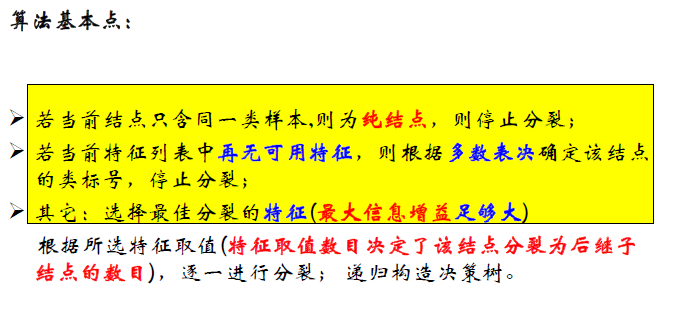 算法基本点：
➢ 若当前结点只含同一类样本,则为纯结点，则停止分裂；
➢ 若当前特征列表中再无可用特征，则根据多数表决确定该结点
的类标号，停止分裂；
➢ 其它：选择最佳分裂的特征(最大信息增益足够大)
根据所选特征取值(特征取值数目决定了该结点分裂为后继子
结点的数目)，逐一进行分裂； 递归构造决策树。